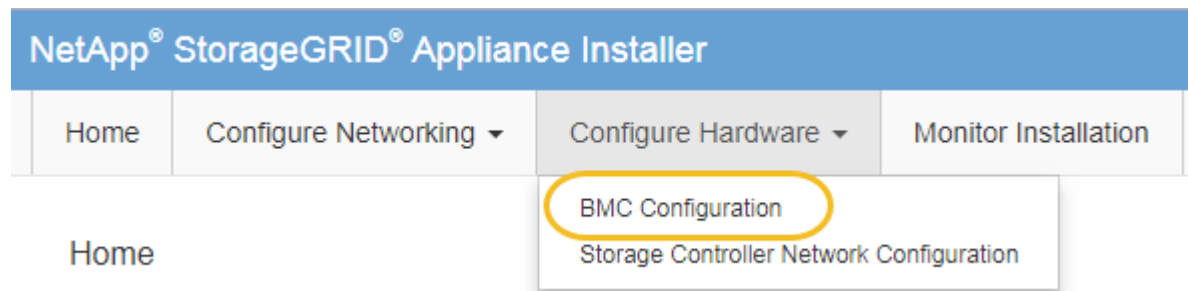 NetApp® StorageGRID® Appliance Installer
Home Configure Networking Configure Hardware Monitor Installation
BMC Configuration
Home
Storage Controller Network Configuration